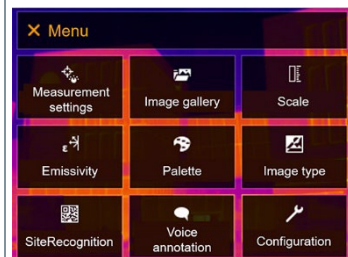 Menu
Measurement
settings
Image gallery
Scale
ε
Emissivity
Palette
Image type
SiteRecognition
Voice
annotation
Configuration